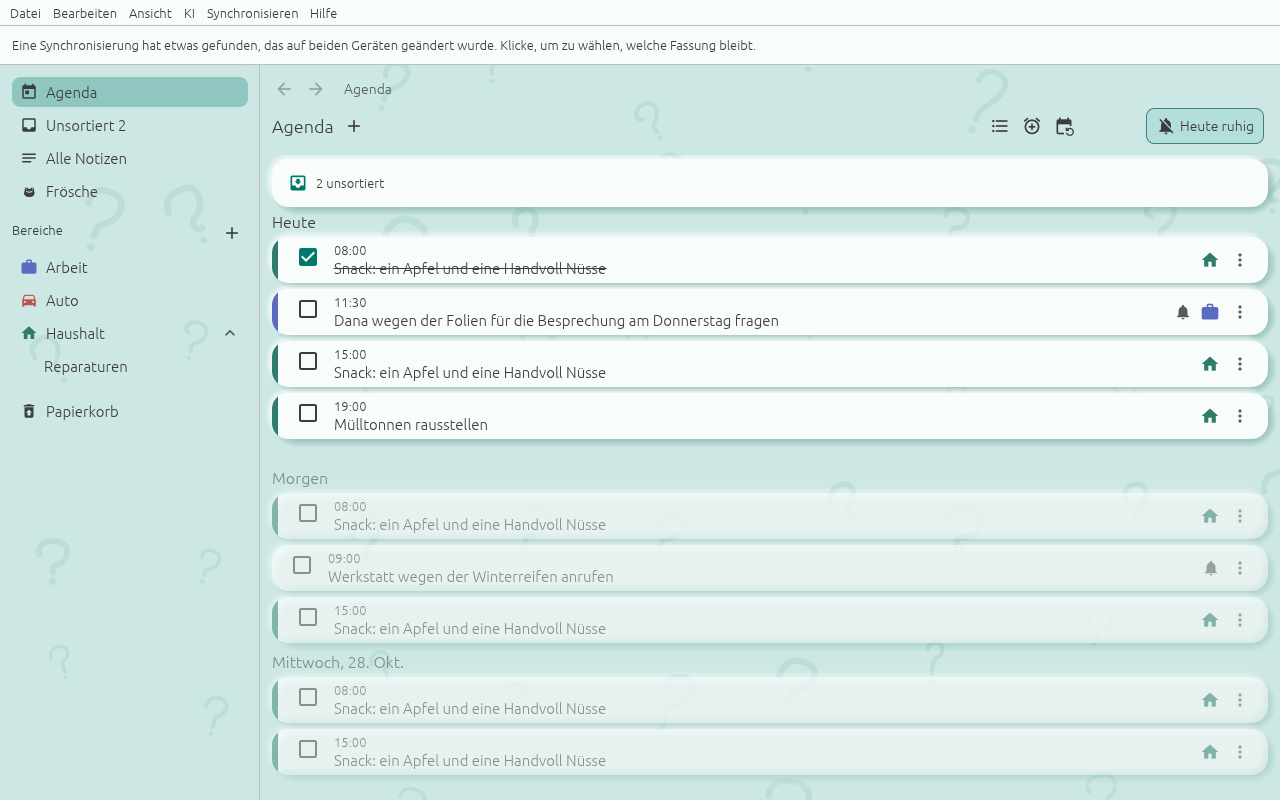 Datei Bearbeiten Ansicht KI Synchronisieren Hilfe
Eine Synchronisierung hat etwas gefunden, das auf beiden Geräten geändert wurde. Klicke, um zu wählen, welche Fassung bleibt.
Agenda
Unsortiert 2
Alle Notizen
Frösche
Bereiche
Arbeit
Auto
Haushalt
Reparaturen
Papierkorb
Agenda
Agenda
Heute ruhig
2 unsortiert
Heute
08:00
Snack: ein Apfel und eine Handvoll Nüsse
11:30
Dana wegen der Folien für die Besprechung am Donnerstag fragen
15:00
Snack: ein Apfel und eine Handvoll Nüsse
19:00
Mülltonnen rausstellen
Morgen
08:00
Snack: ein Apfel und eine Handvoll Nüsse
09:00
Werkstatt wegen der Winterreifen anrufen
15:00
Snack: ein Apfel und eine Handvoll Nüsse
Mittwoch, 28. Okt.
08:00
Snack: ein Apfel und eine Handvoll Nüsse
15:00
Snack: ein Apfel und eine Handvoll Nüsse